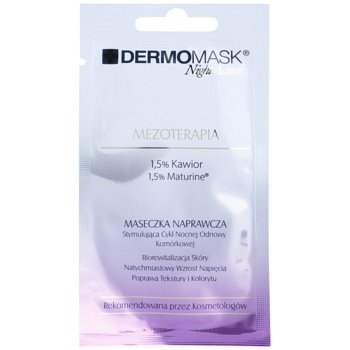 DERMOMASK®
Night Active
MEZOTERAPIA
1,5% Kawior
1,5% Maturine®
MASECZKA NAPRAWCZA
Stymulująca Cykl Nocnej Odnowy
Komórkowej
Biorewitalizacja Skóry
Natychmiastowy Wzrost Napięcia
Poprawa Tekstury i Kolorytu
Rekomendowana przez Kosmetologów